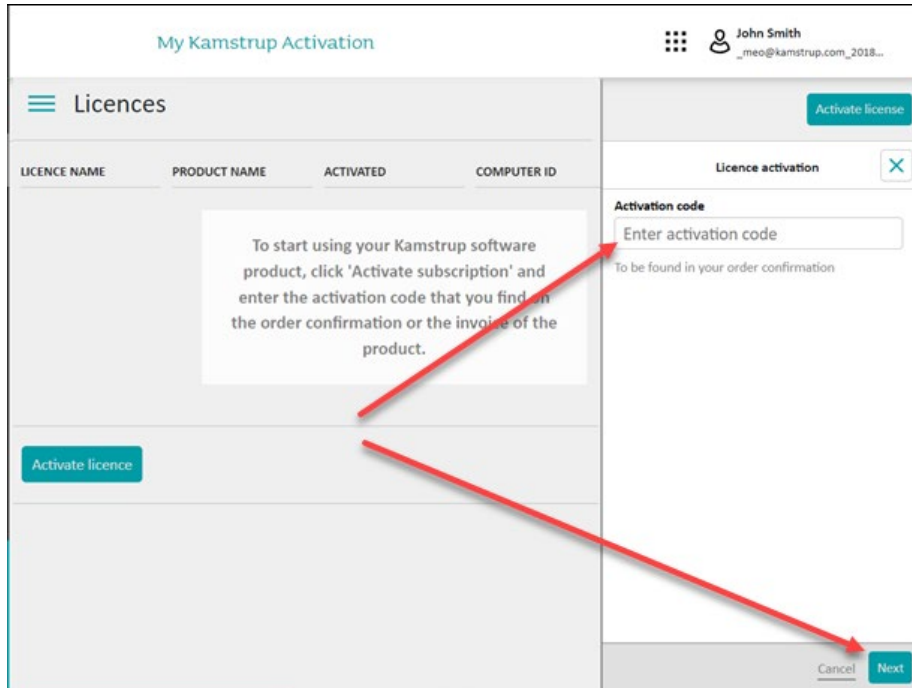 My Kamstrup Activation
John Smith
_meo@kamstrup.com_2018...
Licences
Activate license
LICENCE NAME PRODUCT NAME ACTIVATED COMPUTER ID
Licence activation
Activation code
Enter activation code
To be found in your order confirmation
To start using your Kamstrup software
product, click 'Activate subscription' and
enter the activation code that you find on
the order confirmation or the invoice of the
product.
Activate licence
Cancel Next